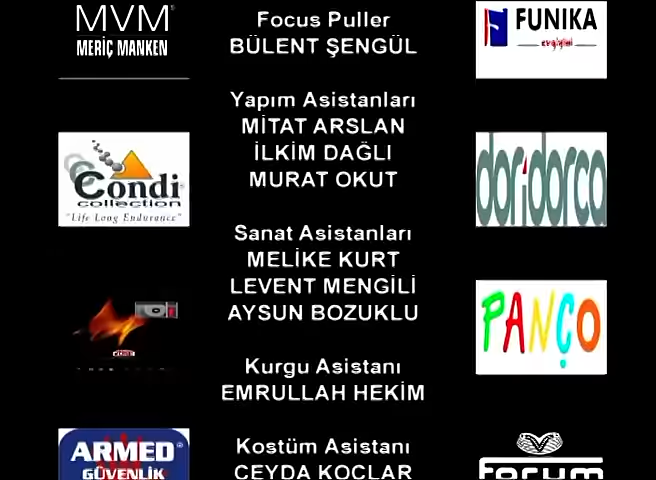 MVM®
MERİÇ MANKEN
Condi®
collection
"Life Long Endurance"
ARMED®
GÜVENLİK
Focus Puller
BÜLENT ŞENGÜL
Yapım Asistanları
MİTAT ARSLAN
İLKİM DAĞLI
MURAT OKUT
Sanat Asistanları
MELİKE KURT
LEVENT MENGİLİ
AYSUN BOZUKLU
Kurgu Asistanı
EMRULLAH HEKİM
Kostüm Asistanı
CEYDA KOÇLAR
FUNIKA
doridorca
PANÇO
forum